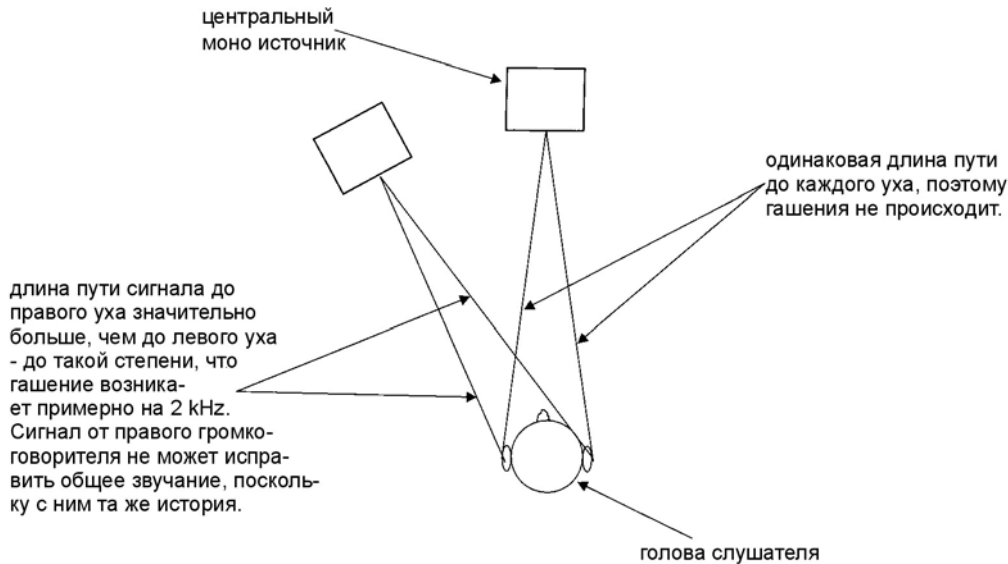 центральный
моно источник
одинаковая длина пути
до каждого уха, поэтому
гашения не происходит.
длина пути сигнала до
правого уха значительно
больше, чем до левого уха
- до такой степени, что
гашение возника-
ет примерно на 2 kHz.
Сигнал от правого громко-
говорителя не может испра-
вить общее звучание, посколь-
ку с ним та же история.
голова слушателя